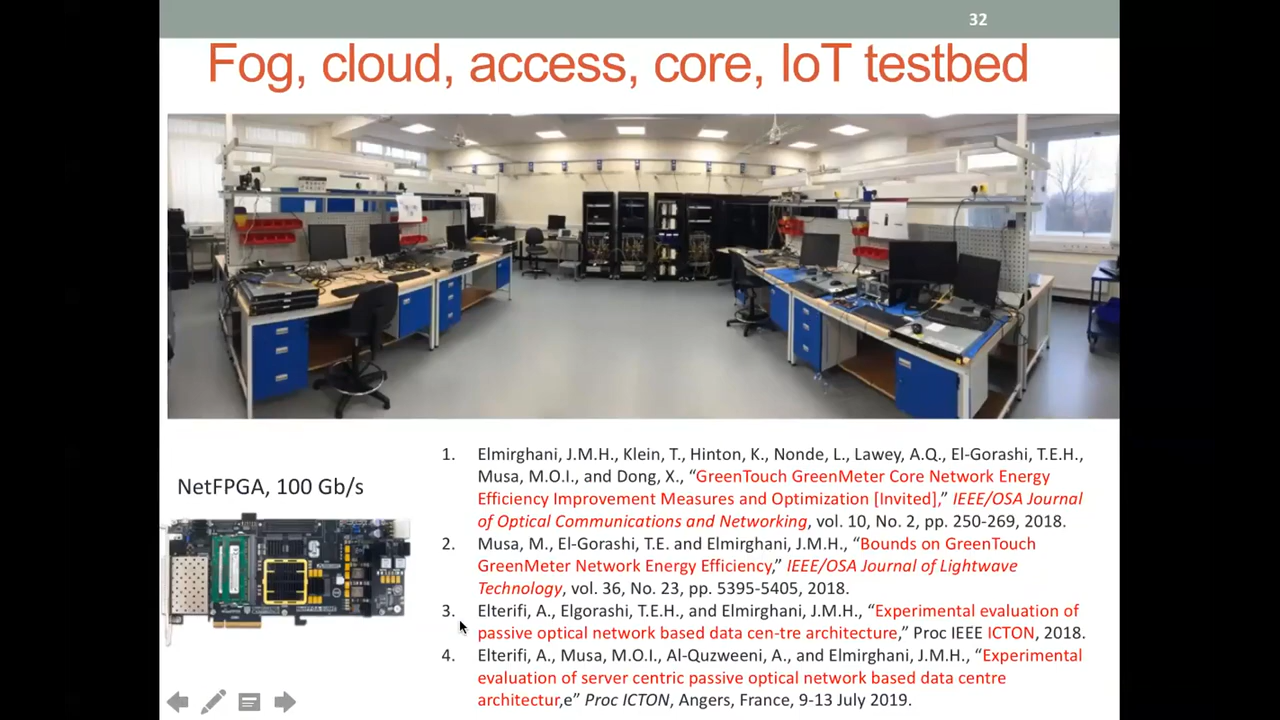 32
Fog, cloud, access, core, IoT testbed
NetFPGA, 100 Gb/s
1. Elmirghani, J.M.H., Klein, T., Hinton, K., Nonde, L., Lawey, A.Q., El-Gorashi, T.E.H.,
Musa, M.O.I., and Dong, X., “GreenTouch GreenMeter Core Network Energy
Efficiency Improvement Measures and Optimization [Invited],” IEEE/OSA Journal
of Optical Communications and Networking, vol. 10, No. 2, pp. 250-269, 2018.
2. Musa, M., El-Gorashi, T.E. and Elmirghani, J.M.H., “Bounds on GreenTouch
GreenMeter Network Energy Efficiency,” IEEE/OSA Journal of Lightwave
Technology, vol. 36, No. 23, pp. 5395-5405, 2018.
3. Elterifi, A., Elgorashi, T.E.H., and Elmirghani, J.M.H., “Experimental evaluation of
passive optical network based data cen-tre architecture,” Proc IEEE ICTON, 2018.
4. Elterifi, A., Musa, M.O.I., Al-Quzweeni, A., and Elmirghani, J.M.H., “Experimental
evaluation of server centric passive optical network based data centre
architectur,e” Proc ICTON, Angers, France, 9-13 July 2019.